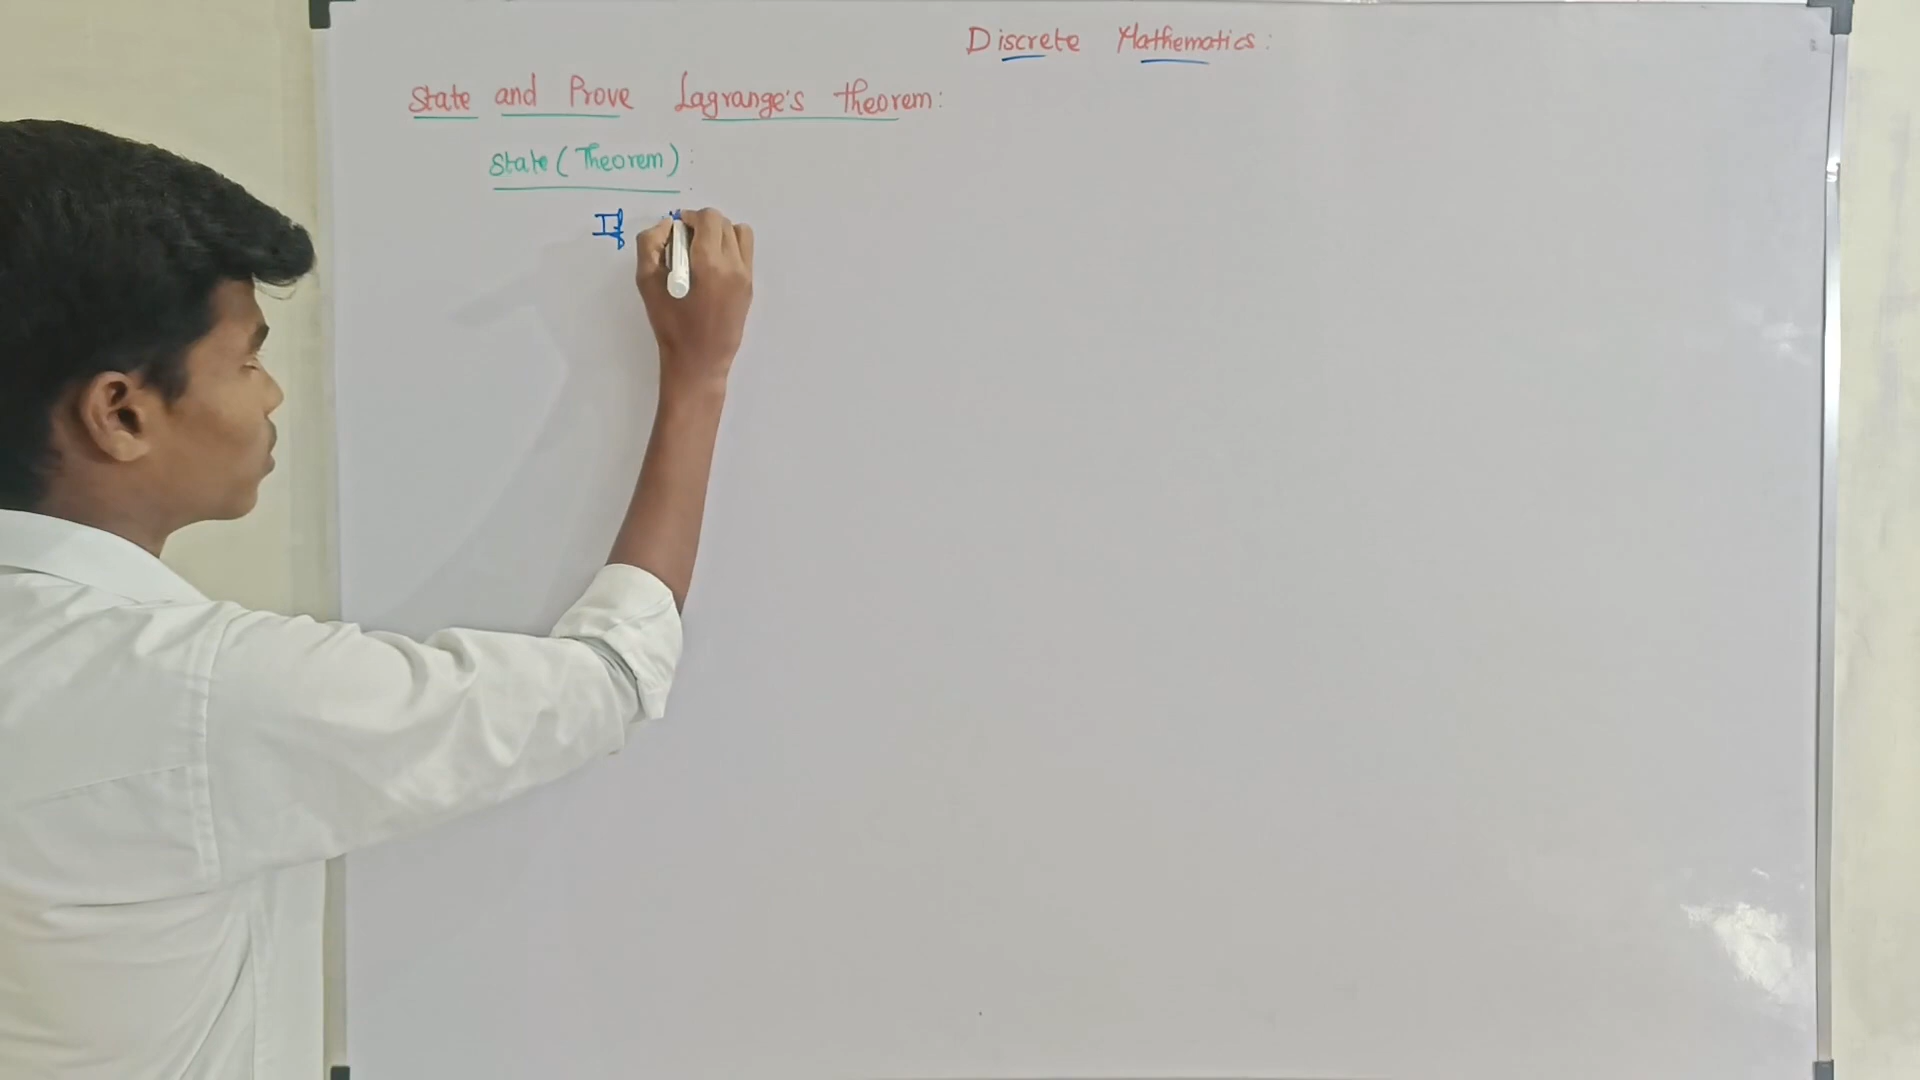 Discrete Mathematics:
State and Prove Lagrange's theorem:
State (Theorem):
If